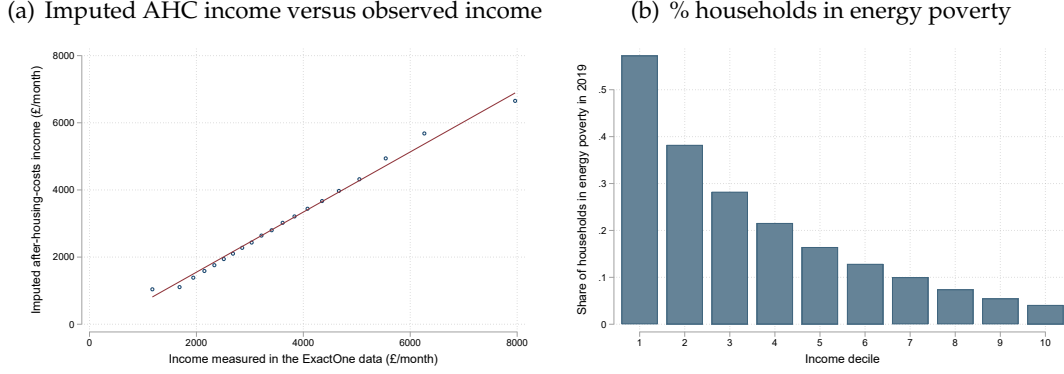 (a) Imputed AHC income versus observed income
(b) % households in energy poverty
Imputed after-housing-costs income (£/month)
8000
6000
4000
2000
0
0 2000 4000 6000 8000
Income measured in the ExactOne data (£/month)
Share of households in energy poverty in 2019
.5
.4
.3
.2
.1
0
1 2 3 4 5 6 7 8 9 10
Income decile